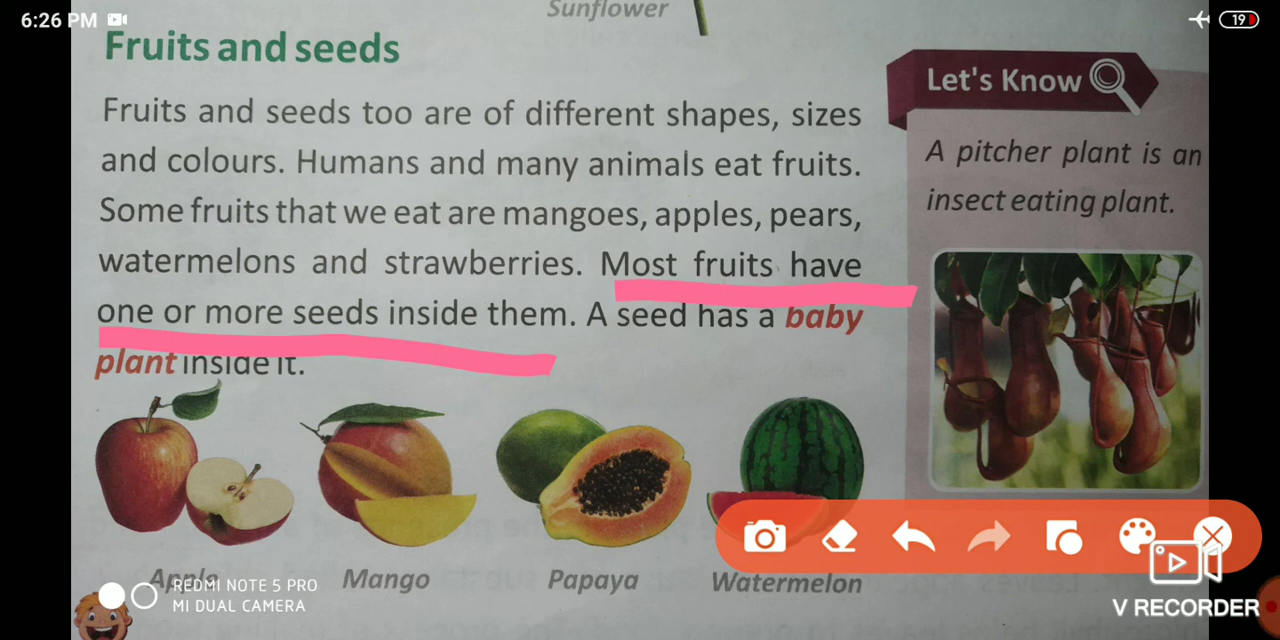 6:26 PM
19
Sunflower
Fruits and seeds
Fruits and seeds too are of different shapes, sizes
and colours. Humans and many animals eat fruits.
Some fruits that we eat are mangoes, apples, pears,
watermelons and strawberries. Most fruits have
one or more seeds inside them. A seed has a baby
plant inside it.
Let's Know
A pitcher plant is an
insect eating plant.
Apple
Mango
Papaya
Watermelon
REDMI NOTE 5 PRO
MI DUAL CAMERA
V RECORDER